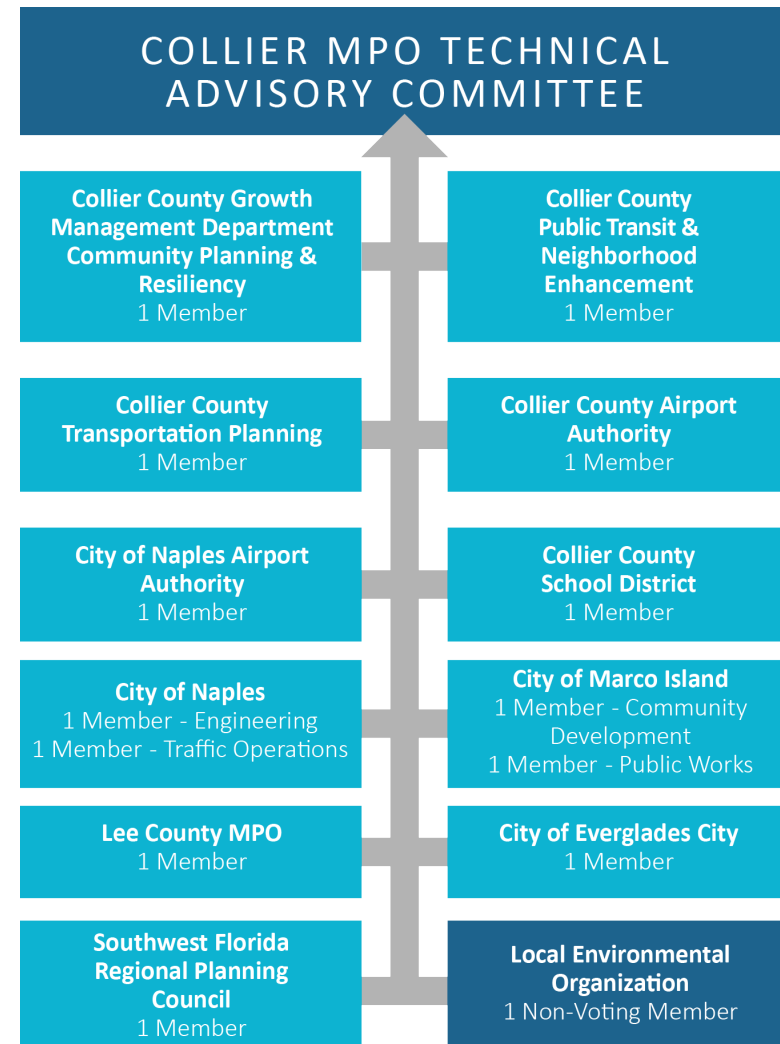 COLLIER MPO TECHNICAL
ADVISORY COMMITTEE
Collier County Growth
Management Department
Community Planning &
Resiliency
1 Member
Collier County
Public Transit &
Neighborhood
Enhancement
1 Member
Collier County
Transportation Planning
1 Member
Collier County Airport
Authority
1 Member
City of Naples Airport
Authority
1 Member
Collier County
School District
1 Member
City of Naples
1 Member - Engineering
1 Member - Traffic Operations
City of Marco Island
1 Member - Community
Development
1 Member - Public Works
Lee County MPO
1 Member
City of Everglades City
1 Member
Southwest Florida
Regional Planning
Council
1 Member
Local Environmental
Organization
1 Non-Voting Member